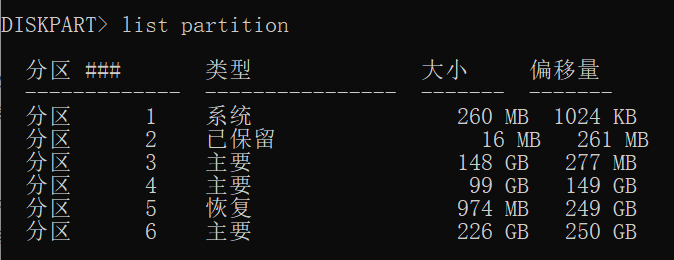 DISKPART> list partition
分区 ### 类型 大小 偏移量
------------- ---------------- ------- -------
分区 1 系统 260 MB 1024 KB
分区 2 已保留 16 MB 261 MB
分区 3 主要 148 GB 277 MB
分区 4 主要 99 GB 149 GB
分区 5 恢复 974 MB 249 GB
分区 6 主要 226 GB 250 GB